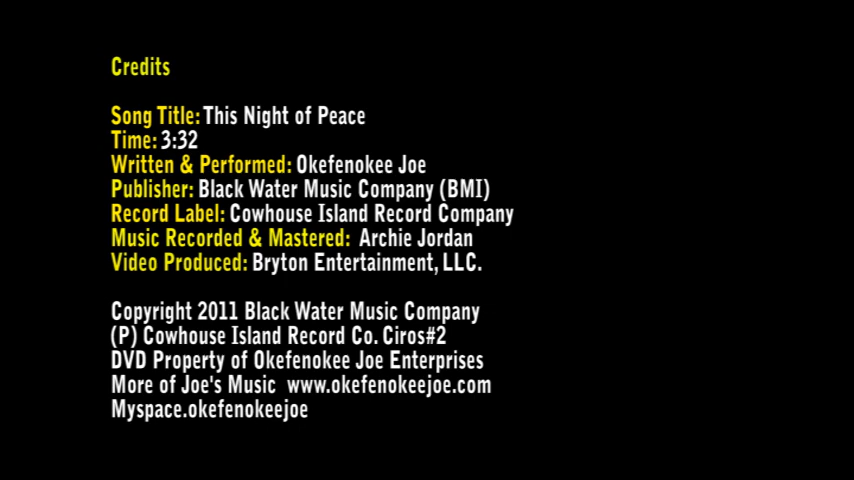 Credits
Song Title: This Night of Peace
Time: 3:32
Written & Performed: Okefenokee Joe
Publisher: Black Water Music Company (BMI)
Record Label: Cowhouse Island Record Company
Music Recorded & Mastered: Archie Jordan
Video Produced: Bryton Entertainment, LLC.
Copyright 2011 Black Water Music Company
(P) Cowhouse Island Record Co. Ciros#2
DVD Property of Okefenokee Joe Enterprises
More of Joe's Music www.okefenokeejoe.com
Myspace.okefenokeejoe